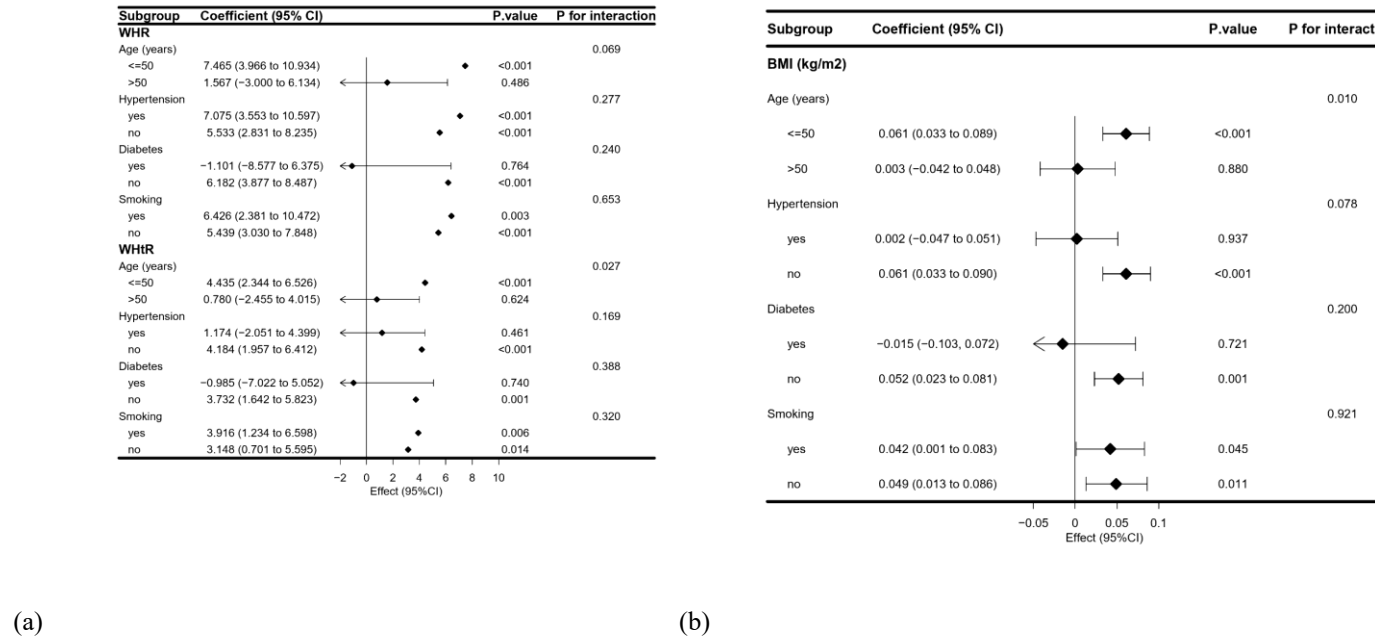 Subgroup Coefficient (95% CI) P.value P for interaction
WHR
Age (years) 0.069
<=50 7.465 (3.966 to 10.934) <0.001
>50 1.567 (−3.000 to 6.134) 0.486
Hypertension 0.277
yes 7.075 (3.553 to 10.597) <0.001
no 5.533 (2.831 to 8.235) <0.001
Diabetes 0.240
yes −1.101 (−8.577 to 6.375) 0.764
no 6.182 (3.877 to 8.487) <0.001
Smoking 0.653
yes 6.426 (2.381 to 10.472) 0.003
no 5.439 (3.030 to 7.848) <0.001
WHtR
Age (years) 0.027
<=50 4.435 (2.344 to 6.526) <0.001
>50 0.780 (−2.455 to 4.015) 0.624
Hypertension 0.169
yes 1.174 (−2.051 to 4.399) 0.461
no 4.184 (1.957 to 6.412) <0.001
Diabetes 0.388
yes −0.985 (−7.022 to 5.052) 0.740
no 3.732 (1.642 to 5.823) 0.001
Smoking 0.320
yes 3.916 (1.234 to 6.598) 0.006
no 3.148 (0.701 to 5.595) 0.014
−2 0 2 4 6 8 10
Effect (95%CI)
(a)
Subgroup Coefficient (95% CI) P.value P for interact
BMI (kg/m2)
Age (years) 0.010
<=50 0.061 (0.033 to 0.089) <0.001
>50 0.003 (−0.042 to 0.048) 0.880
Hypertension 0.078
yes 0.002 (−0.047 to 0.051) 0.937
no 0.061 (0.033 to 0.090) <0.001
Diabetes 0.200
yes −0.015 (−0.103, 0.072) 0.721
no 0.052 (0.023 to 0.081) 0.001
Smoking 0.921
yes 0.042 (0.001 to 0.083) 0.045
no 0.049 (0.013 to 0.086) 0.011
−0.05 0 0.05 0.1
Effect (95%CI)
(b)